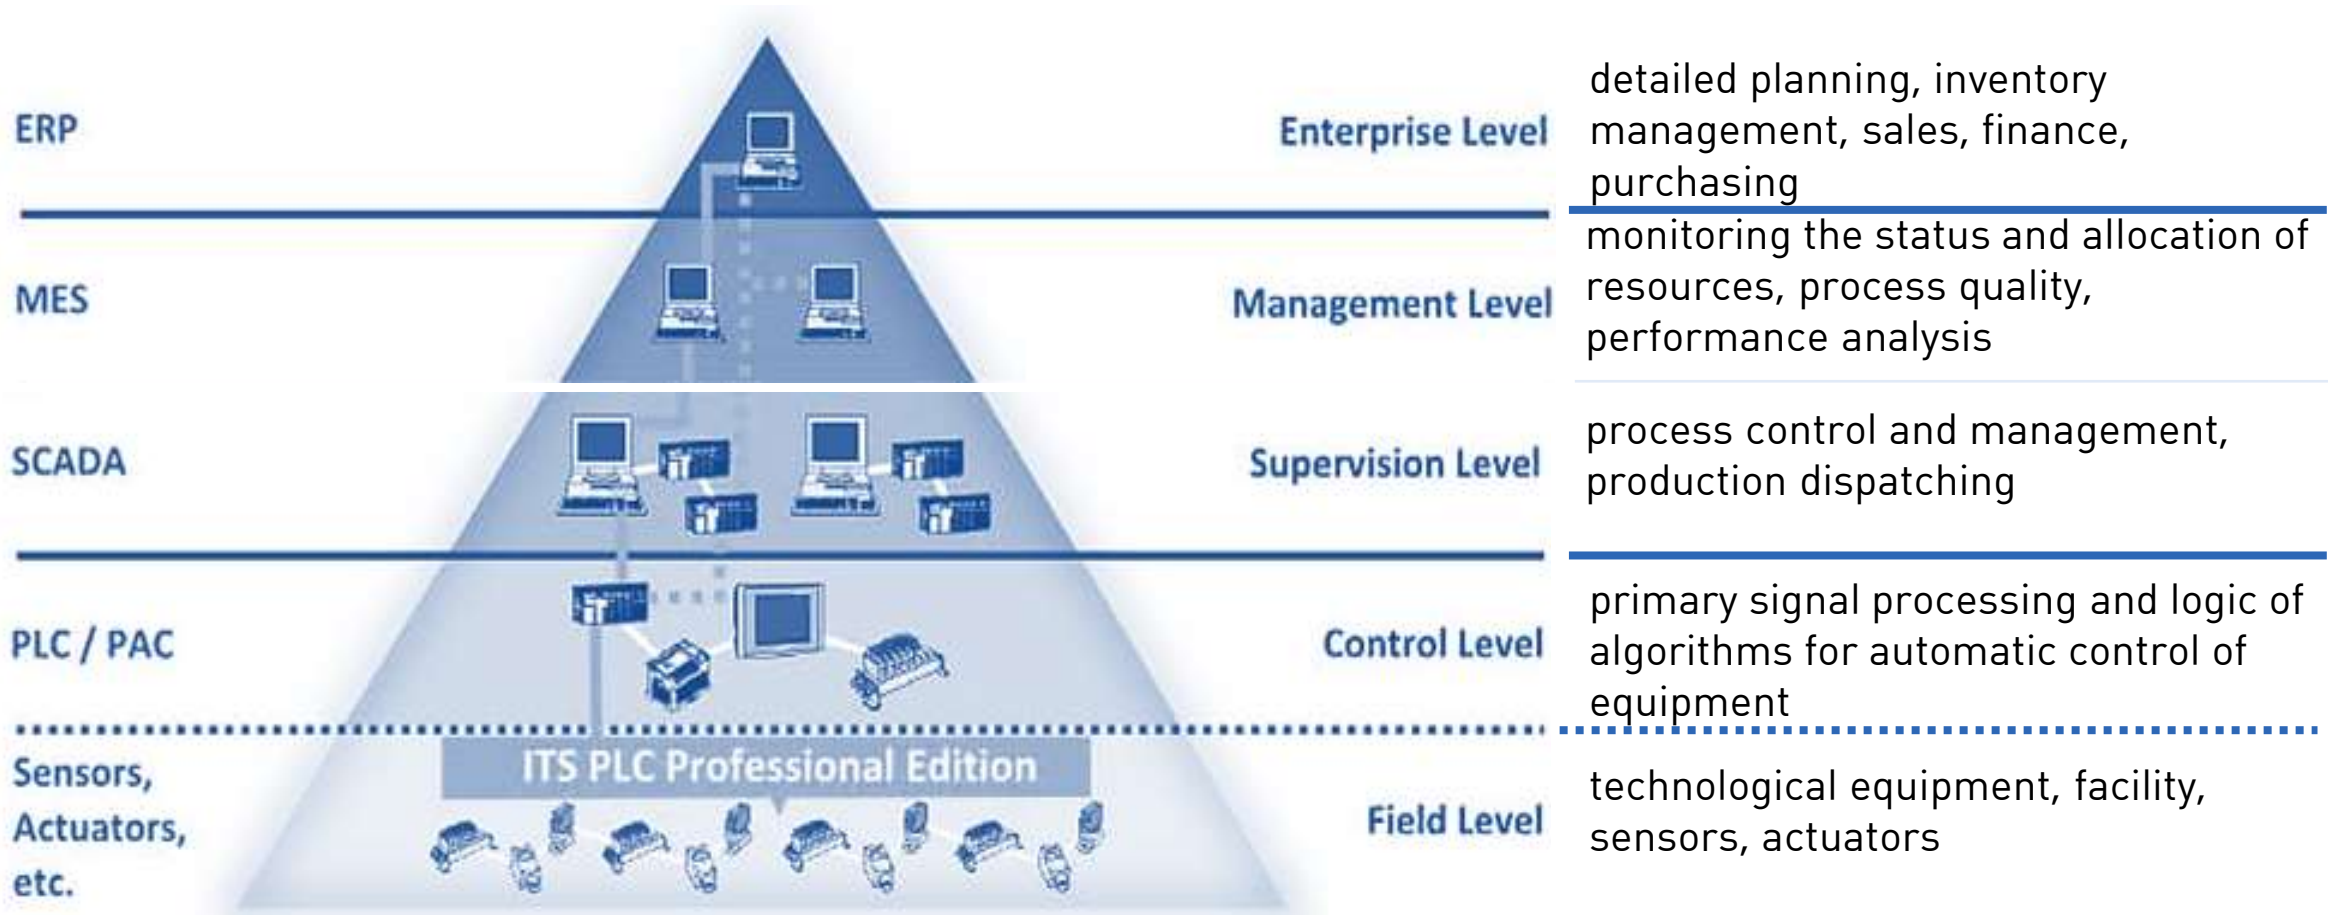 ERP
Enterprise Level
detailed planning, inventory
management, sales, finance,
purchasing
MES
Management Level
monitoring the status and allocation of
resources, process quality,
performance analysis
SCADA
Supervision Level
process control and management,
production dispatching
PLC / PAC
Control Level
primary signal processing and logic of
algorithms for automatic control of
equipment
ITS PLC Professional Edition
Sensors,
Actuators,
etc.
Field Level
technological equipment, facility,
sensors, actuators